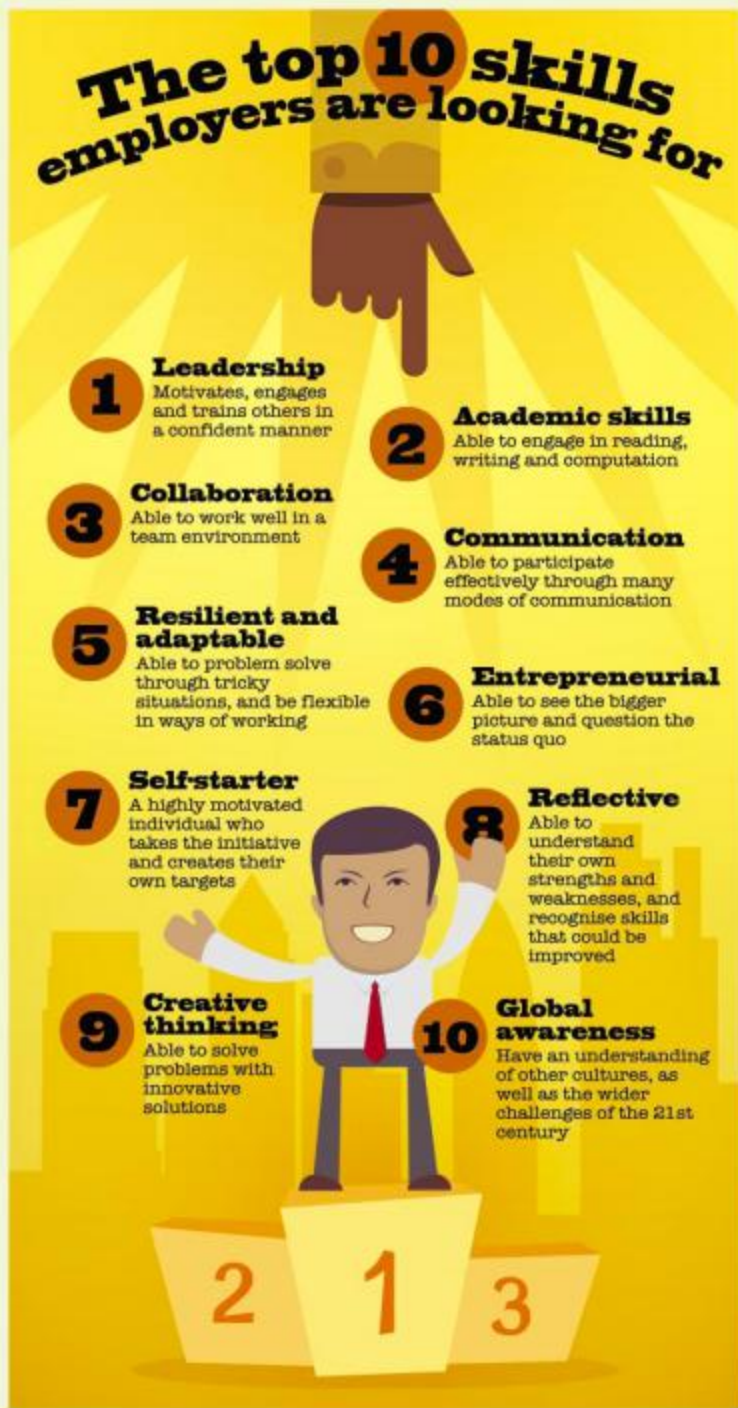 The top 10 skills
employers are looking for
1
Leadership
Motivates, engages
and trains others in
a confident manner
2
Academic skills
Able to engage in reading,
writing and computation
3
Collaboration
Able to work well in a
team environment
4
Communication
Able to participate
effectively through many
modes of communication
5
Resilient and
adaptable
Able to problem solve
through tricky
situations, and be flexible
in ways of working
6
Entrepreneurial
Able to see the bigger
picture and question the
status quo
7
Self-starter
A highly motivated
individual who
takes the initiative
and creates their
own targets
8
Reflective
Able to
understand
their own
strengths and
weaknesses, and
recognise skills
that could be
improved
9
Creative
thinking
Able to solve
problems with
innovative
solutions
10
Global
awareness
Have an understanding
of other cultures, as
well as the wider
challenges of the 21st
century
2 1 3